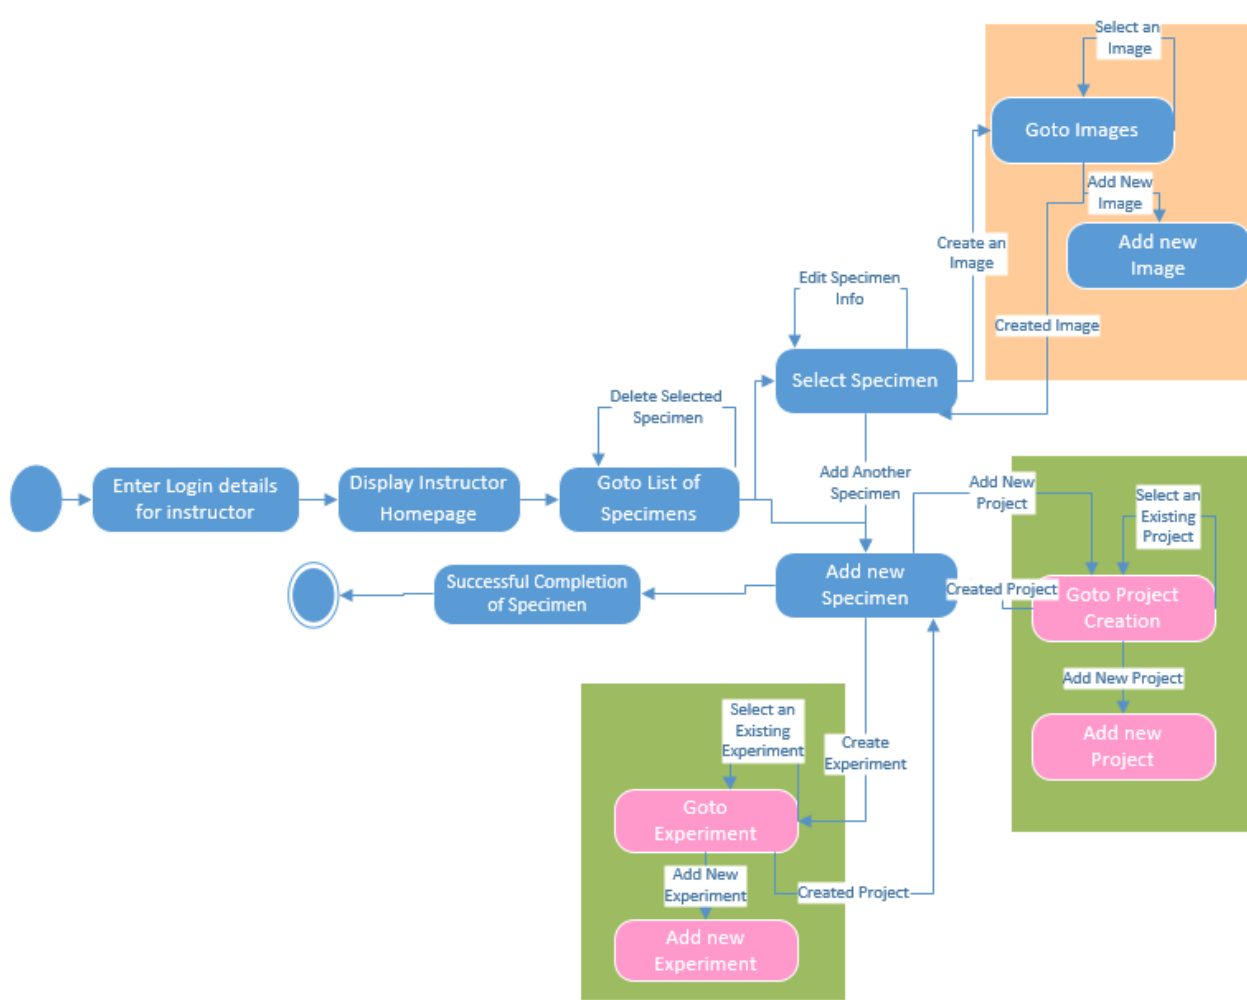 Select an
Image
Goto Images
Add New
Image
Add new
Image
Create an
Image
Created Image
Edit Specimen
Info
Select Specimen
Delete Selected
Specimen
Enter Login details
for instructor
Display Instructor
Homepage
Goto List of
Specimens
Add Another
Specimen
Add New
Project
Select an
Existing
Project
Successful Completion
of Specimen
Add new
Specimen
Created Project
Goto Project
Creation
Add New Project
Add new
Project
Select an
Existing
Experiment
Create
Experiment
Goto
Experiment
Add New
Experiment
Created Project
Add new
Experiment